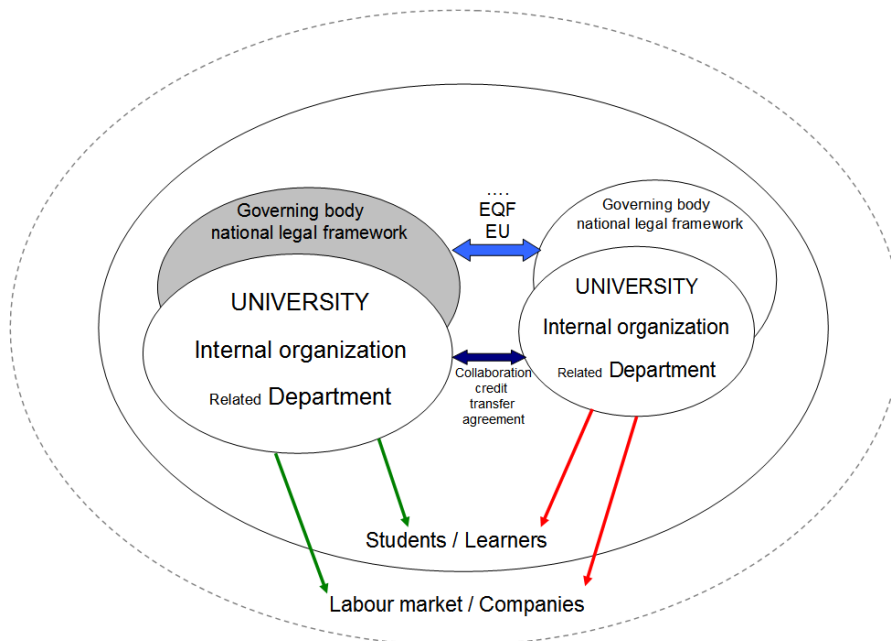 Governing body
national legal framework
UNIVERSITY
Internal organization
Related Department
....
EQF
EU
Collaboration
credit
transfer
agreement
Governing body
national legal framework
UNIVERSITY
Internal organization
Related Department
Students / Learners
Labour market / Companies